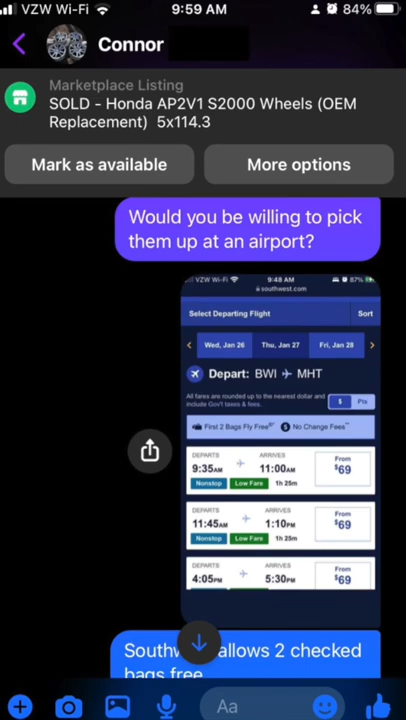 VZW Wi-Fi 9:59 AM 84%
Connor
Marketplace Listing
SOLD - Honda AP2V1 S2000 Wheels (OEM
Replacement) 5x114.3
Mark as available
More options
Would you be willing to pick
them up at an airport?
VZW Wi-Fi 9:48 AM 87%
southwest.com
Select Departing Flight Sort
Wed, Jan 26 Thu, Jan 27 Fri, Jan 28
Depart: BWI MHT
All fares are rounded up to the nearest dollar and
include Gov't taxes & fees.
$ Pts
First 2 Bags Fly Free® $ No Change Fees**
DEPARTS ARRIVES From
9:35AM 11:00AM $69
Nonstop Low Fare 1h 25m
DEPARTS ARRIVES From
11:45AM 1:10PM $69
Nonstop Low Fare 1h 25m
DEPARTS ARRIVES From
4:05PM 5:30PM $69
allows 2 checked
bags free
Aa